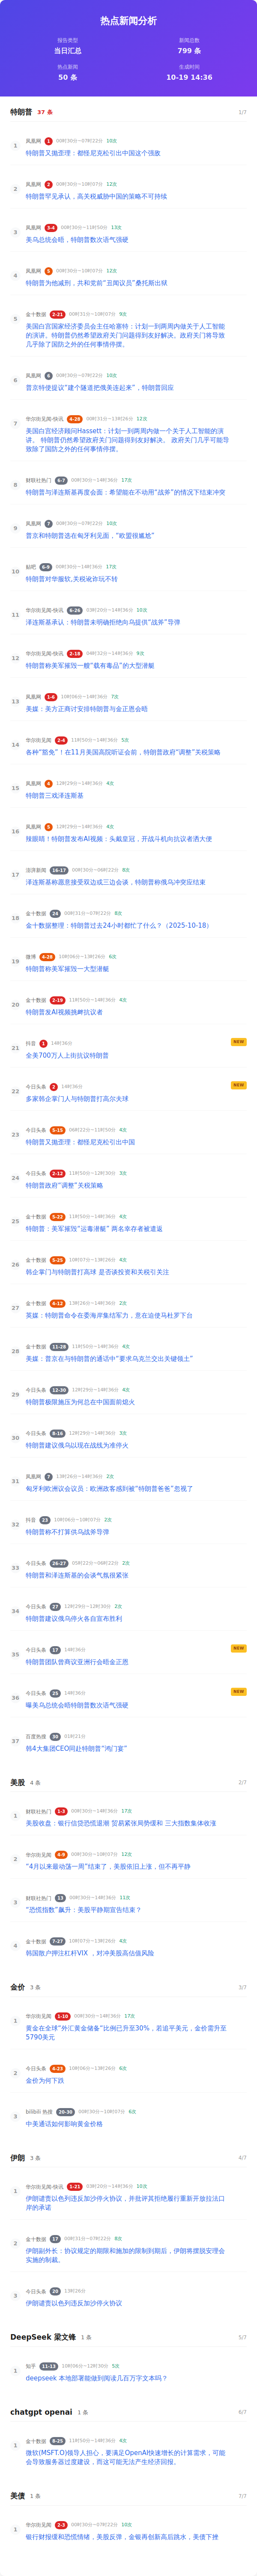 热点新闻分析
报告类型
新闻总数
当日汇总
799 条
热点新闻
生成时间
50 条
10-19 14:36
特朗普 37 条 1/7
1 凤凰网 1 00时30分~07时22分 10次
特朗普又抛歪理：都怪尼克松引出中国这个强敌
2 凤凰网 2 00时30分~10时07分 12次
特朗普罕见承认，高关税威胁中国的策略不可持续
3 凤凰网 3-4 00时30分~11时50分 13次
美乌总统会晤，特朗普数次语气强硬
4 凤凰网 5 00时30分~10时07分 12次
特朗普为他减刑，共和党前“丑闻议员”桑托斯出狱
5 金十数据 2-21 00时31分~10时07分 9次
美国白宫国家经济委员会主任哈塞特：计划一到两周内做关于人工智能
的演讲。特朗普仍然希望政府关门问题得到友好解决。政府关门将导致
几乎除了国防之外的任何事情停摆。
6 凤凰网 6 00时30分~07时22分 10次
普京特使提议“建个隧道把俄美连起来”，特朗普回应
7 华尔街见闻-快讯 4-28 00时31分~13时26分 12次
美国白宫经济顾问Hassett：计划一到两周内做一个关于人工智能的演
讲。 特朗普仍然希望政府关门问题得到友好解决。 政府关门几乎可能导
致除了国防之外的任何事情停摆。
8 财联社热门 6-7 00时30分~14时36分 17次
特朗普与泽连斯基再度会面：希望能在不动用“战斧”的情况下结束冲突
9 凤凰网 7 00时30分~07时22分 10次
普京和特朗普选在匈牙利见面，“欧盟很尴尬”
10 贴吧 6-9 00时30分~14时36分 17次
特朗普对华服软,关税讹诈玩不转
11 华尔街见闻-快讯 6-26 03时20分~14时36分 10次
泽连斯基承认：特朗普未明确拒绝向乌提供“战斧”导弹
12 华尔街见闻-快讯 2-18 04时32分~14时36分 9次
特朗普称美军摧毁一艘“载有毒品”的大型潜艇
13 凤凰网 1-6 10时06分~14时36分 7次
美媒：美方正商讨安排特朗普与金正恩会晤
14 华尔街见闻 2-4 11时50分~14时36分 5次
各种“豁免”！在11月美国高院听证会前，特朗普政府“调整”关税策略
15 凤凰网 4 12时29分~14时36分 4次
特朗普三戏泽连斯基
16 凤凰网 5 12时29分~14时36分 4次
辣眼睛！特朗普发布AI视频：头戴皇冠，开战斗机向抗议者洒大便
17 澎湃新闻 16-17 00时30分~06时22分 8次
泽连斯基称愿意接受双边或三边会谈，特朗普称俄乌冲突应结束
18 金十数据 24 00时31分~07时22分 8次
金十数据整理：特朗普过去24小时都忙了什么？（2025-10-18）
19 微博 4-28 10时06分~13时26分 6次
特朗普称美军摧毁一大型潜艇
20 金十数据 2-19 11时50分~14时36分 4次
特朗普发AI视频挑衅抗议者
21 抖音 1 14时36分 NEW
全美700万人上街抗议特朗普
22 今日头条 2 14时36分 NEW
多家韩企掌门人与特朗普打高尔夫球
23 今日头条 5-15 06时22分~11时50分 4次
特朗普又抛歪理：都怪尼克松引出中国
24 今日头条 2-12 11时50分~12时30分 3次
特朗普政府“调整”关税策略
25 金十数据 5-22 11时50分~14时36分 4次
特朗普：美军摧毁“运毒潜艇” 两名幸存者被遣返
26 金十数据 5-25 10时07分~13时26分 4次
韩企掌门与特朗普打高球 是否谈投资和关税引关注
27 金十数据 4-12 13时26分~14时36分 2次
英媒：特朗普命令在委海岸集结军力，意在迫使马杜罗下台
28 金十数据 11-28 11时50分~14时36分 4次
美媒：普京在与特朗普的通话中“要求乌克兰交出关键领土”
29 今日头条 12-30 12时29分~14时36分 4次
特朗普极限施压为何总在中国面前熄火
30 今日头条 8-16 12时29分~14时36分 3次
特朗普建议俄乌以现在战线为准停火
31 凤凰网 7 13时26分~14时36分 2次
匈牙利欧洲议会议员：欧洲政客感到被“特朗普爸爸”忽视了
32 抖音 23 10时06分~10时07分 2次
特朗普称不打算供乌战斧导弹
33 今日头条 26-27 05时22分~06时22分 2次
特朗普和泽连斯基的会谈气氛很紧张
34 今日头条 27 12时29分~12时30分 2次
特朗普建议俄乌停火各自宣布胜利
35 今日头条 17 14时36分 NEW
特朗普团队曾商议亚洲行会晤金正恩
36 今日头条 25 14时36分 NEW
曝美乌总统会晤特朗普数次语气强硬
37 百度热搜 30 01时21分
韩4大集团CEO同赴特朗普“鸿门宴”
美股 4 条 2/7
1 财联社热门 1-3 00时30分~14时36分 17次
美股收盘：银行信贷恐慌退潮 贸易紧张局势缓和 三大指数集体收涨
2 华尔街见闻 4-9 00时30分~10时07分 12次
“4月以来最动荡一周”结束了，美股依旧上涨，但不再平静
3 财联社热门 13 00时30分~14时36分 11次
“恐慌指数”飙升：美股平静期宣告结束？
4 金十数据 7-27 10时07分~13时26分 4次
韩国散户押注杠杆VIX ，对冲美股高估值风险
金价 3 条 3/7
1 华尔街见闻 1-10 00时30分~14时36分 17次
黄金在全球“外汇黄金储备”比例已升至30%，若追平美元，金价需升至
5790美元
2 今日头条 4-23 10时06分~13时26分 6次
金价为何下跌
3 bilibili 热搜 20-30 00时30分~10时07分 6次
中美通话如何影响黄金价格
伊朗 3 条 4/7
1 华尔街见闻-快讯 1-21 03时20分~14时36分 10次
伊朗谴责以色列违反加沙停火协议，并批评其拒绝履行重新开放拉法口
岸的承诺
2 金十数据 17 00时31分~07时22分 8次
伊朗副外长：协议规定的期限和施加的限制到期后，伊朗将摆脱安理会
实施的制裁。
3 今日头条 20 13时26分
伊朗谴责以色列违反加沙停火协议
DeepSeek 梁文锋 1 条 5/7
1 知乎 11-13 10时06分~12时30分 5次
deepseek 本地部署能做到阅读几百万字文本吗？
chatgpt openai 1 条 6/7
1 金十数据 6-25 11时50分~14时36分 4次
微软(MSFT.O)领导人担心，要满足OpenAI快速增长的计算需求，可能
会导致服务器过度建设，而这可能无法产生经济回报。
美债 1 条 7/7
1 华尔街见闻 2-3 00时30分~07时22分 10次
银行财报缓和恐慌情绪，美股反弹，金银再创新高后跳水，美债下挫